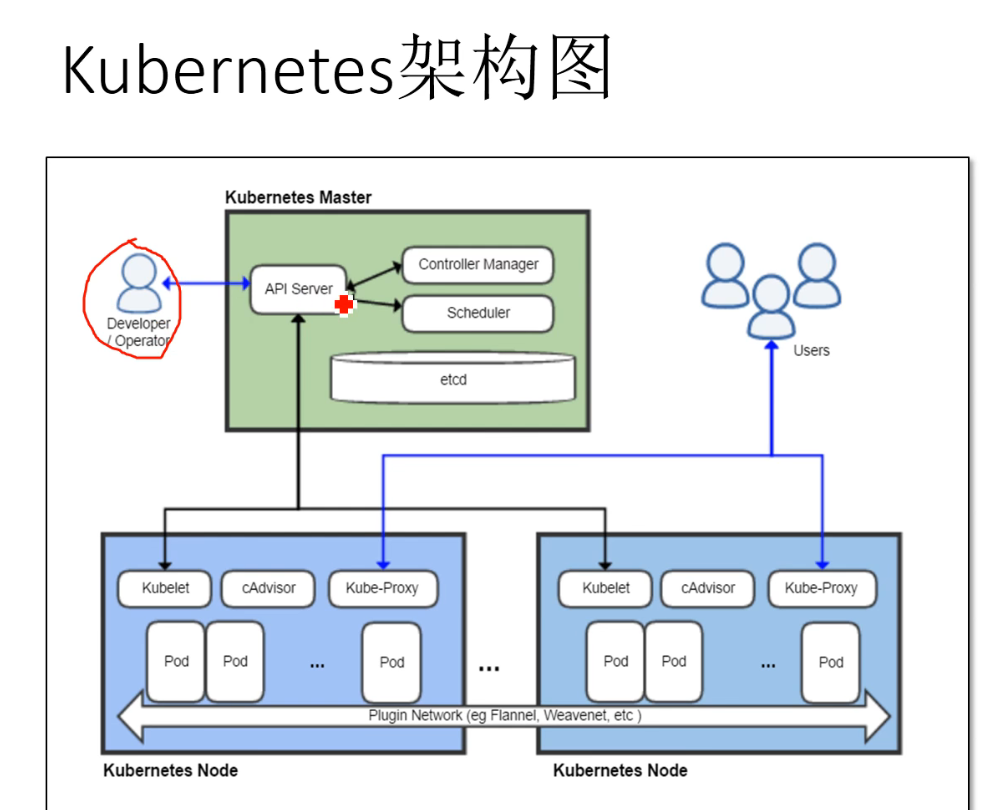 Kubernetes架构图
Kubernetes Master
Developer
/ Operator
API Server
Controller Manager
Scheduler
etcd
Users
Kubelet
cAdvisor
Kube-Proxy
Pod
Pod
...
Pod
...
Kubelet
cAdvisor
Kube-Proxy
Pod
Pod
...
Pod
Plugin Network (eg Flannel, Weavenet, etc )
Kubernetes Node
Kubernetes Node